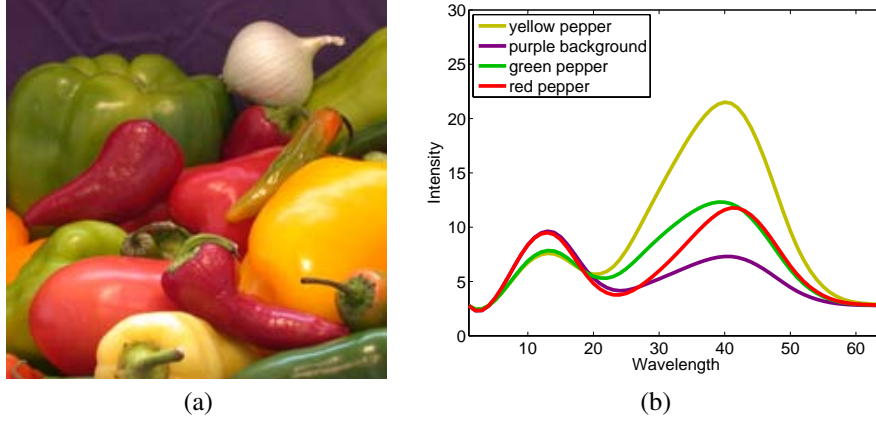 30
25
20
15
10
5
0
Intensity
yellow pepper
purple background
green pepper
red pepper
10 20 30 40 50 60
Wavelength
(a) (b)